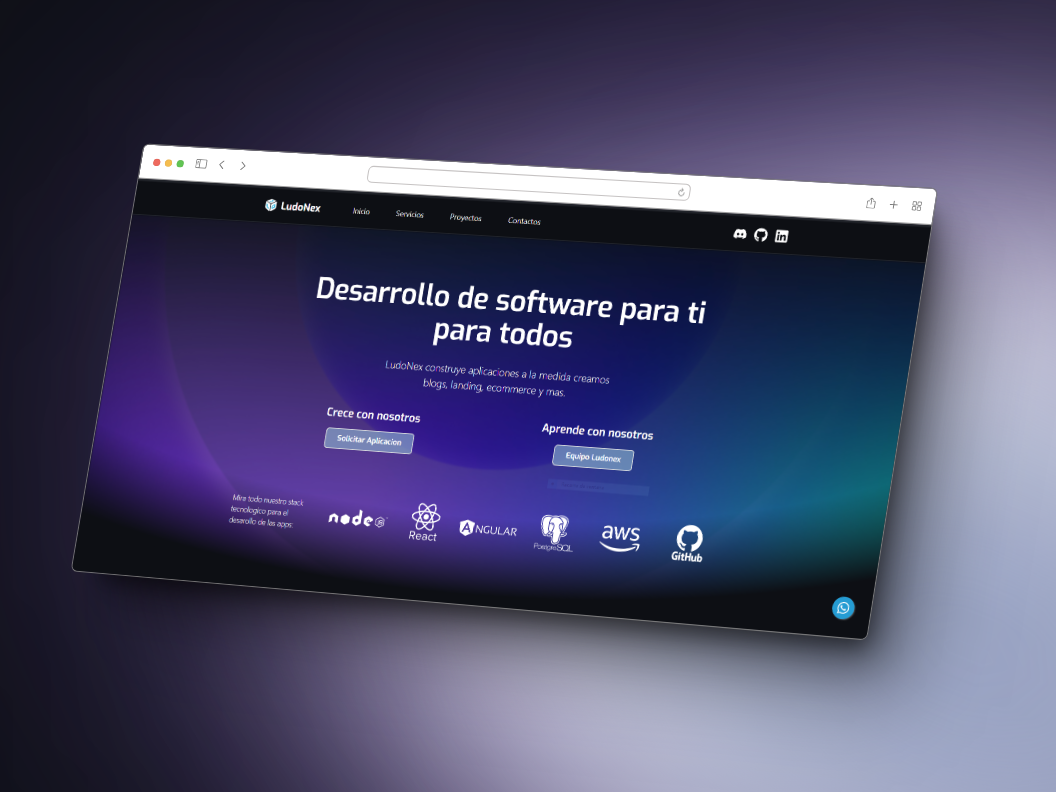 LudoNex
Inicio
Servicios
Proyectos
Contactos
Desarrollo de software para ti
para todos
LudoNex construye aplicaciones a la medida creamos
blogs, landing, ecommerce y mas.
Crece con nosotros
Solicitar Aplicacion
Aprende con nosotros
Equipo Ludonex
Mira todo nuestro stack
tecnologico para el
desarollo de las apps:
node JS
React
ANGULAR
PostgreSQL
aws
GitHub